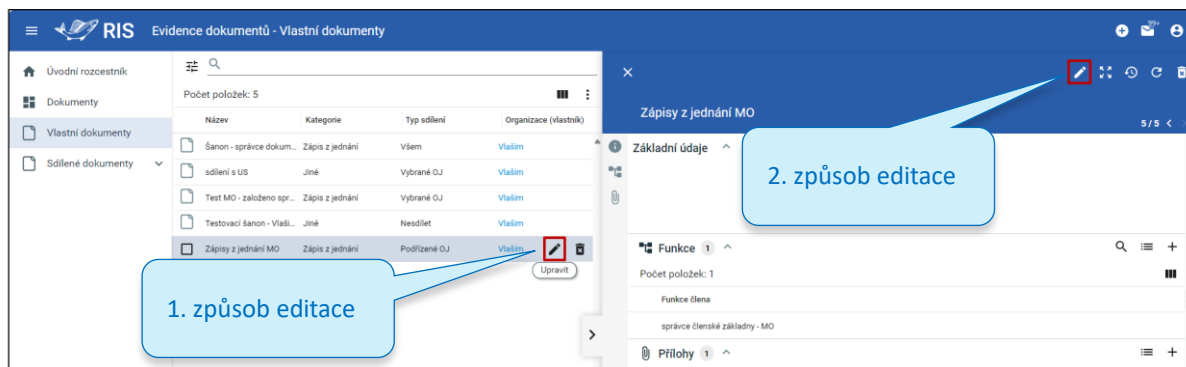 RIS
Evidence dokumentů - Vlastní dokumenty
99+
Úvodní rozcestník
Dokumenty
Vlastní dokumenty
Sdílené dokumenty
Počet položek: 5
Název Kategorie Typ sdílení Organizace (vlastník)
Šanon - správce dokum... Zápis z jednání Všem Vlašim
sdílení s US Jiné Vybrané OJ Vlašim
Test MO - založeno spr... Zápis z jednání Vybrané OJ Vlašim
Testovací šanon - Vlaši... Jiné Nesdílet Vlašim
Zápisy z jednání MO Zápis z jednání Podřízené OJ Vlašim
Upravit
1. způsob editace
Zápisy z jednání MO
5/5
Základní údaje
2. způsob editace
Funkce 1
Počet položek: 1
Funkce člena
správce členské základny - MO
Přílohy 1